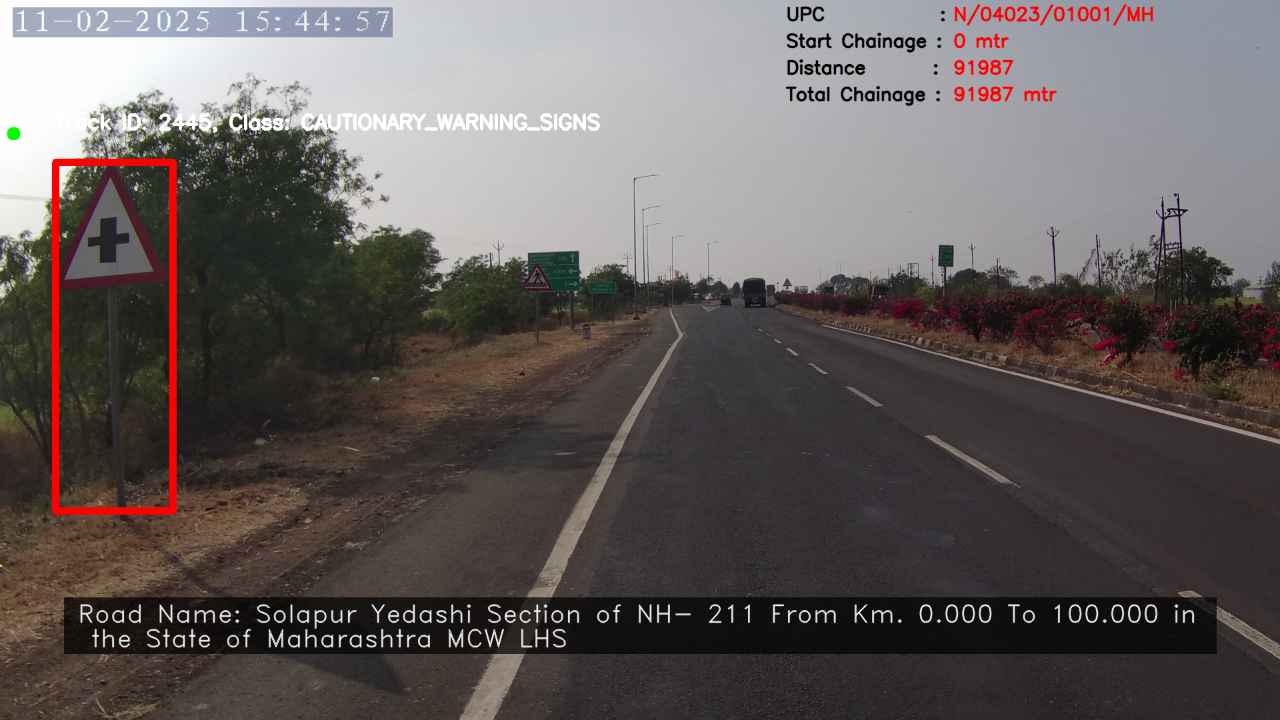 11-02-2025 15:44:57
UPC : N/04023/01001/MH
Start Chainage : 0 mtr
Distance : 91987
Total Chainage : 91987 mtr
ID: 2445, Class: CAUTIONARY_WARNING_SIGNS
Road Name: Solapur Yedashi Section of NH- 211 From Km. 0.000 To 100.000 in
the State of Maharashtra MCW LHS